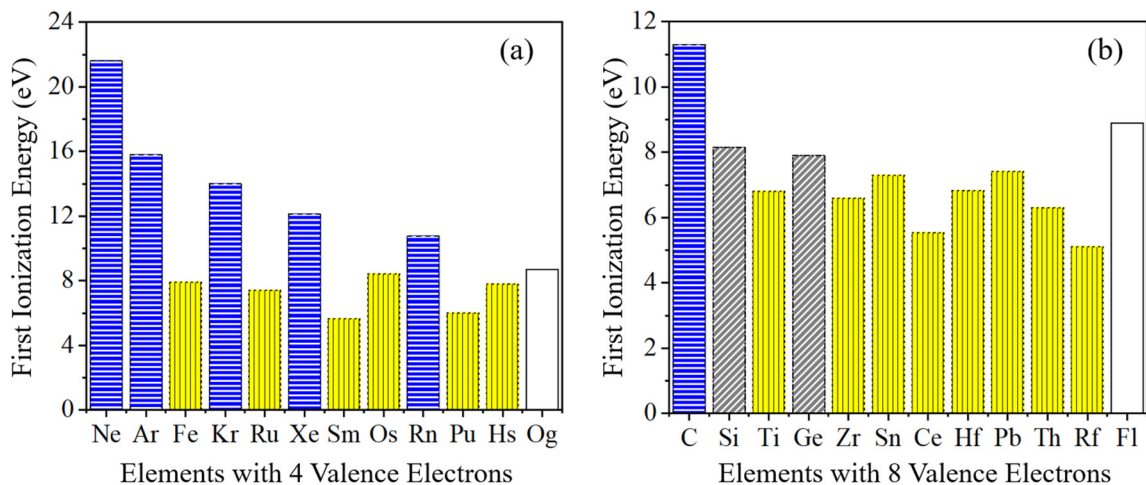 (a)
First Ionization Energy (eV)
24
20
16
12
8
4
0
Ne Ar Fe Kr Ru Xe Sm Os Rn Pu Hs Og
Elements with 4 Valence Electrons
(b)
First Ionization Energy (eV)
12
10
8
6
4
2
0
C Si Ti Ge Zr Sn Ce Hf Pb Th Rf Fl
Elements with 8 Valence Electrons